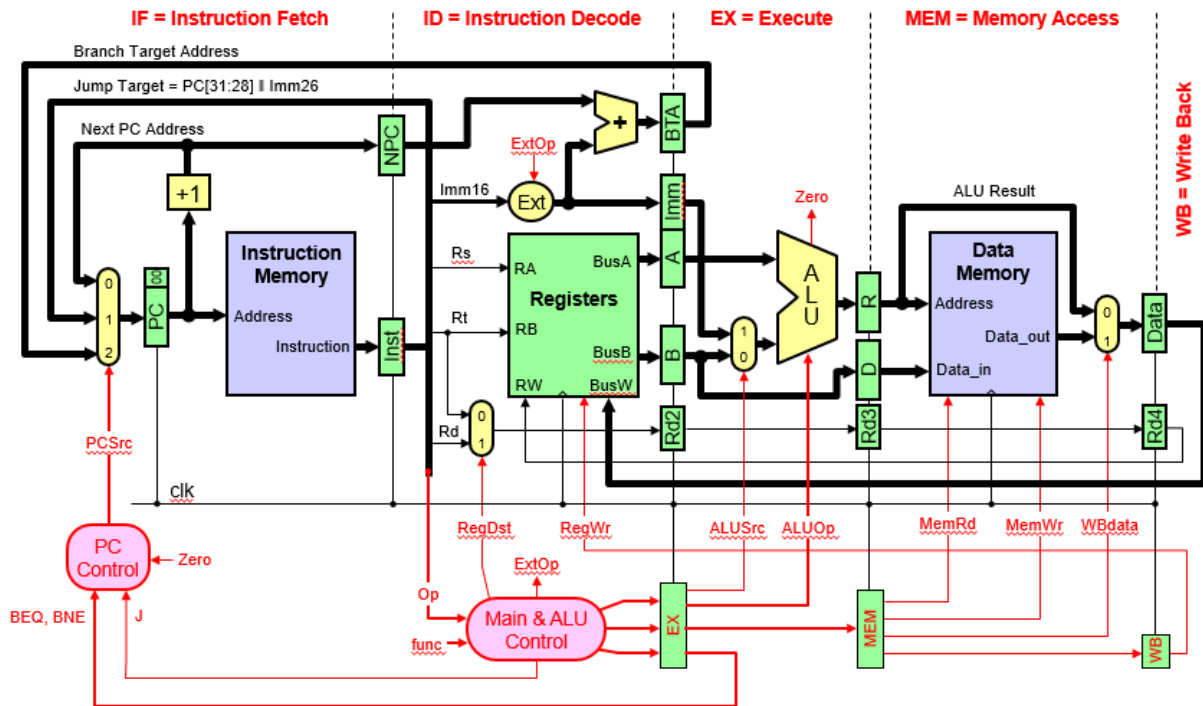 IF = Instruction Fetch
ID = Instruction Decode
EX = Execute
MEM = Memory Access
WB = Write Back
Branch Target Address
Jump Target = PC[31:28] ‖ Imm26
Next PC Address
NPC
+
BTA
ExtOp
+1
Imm16
Ext
Imm
Zero
ALU Result
Instruction
Memory
Address
Instruction
Rs
RA
BusA
A
Registers
Rt
RB
BusB
B
RW
BusW
A
L
U
R
Data
Memory
Address
Data_out
Data_in
0
1
Data
0
1
2
PC
00
Inst
1
0
D
Rd
0
1
Rd2
Rd3
Rd4
PCSrc
clk
RegDst
RegWr
ALUSrc
ALUOp
MemRd
MemWr
WBdata
PC
Control
Zero
ExtOp
Op
BEQ, BNE
J
Main & ALU
Control
func
EX
MEM
WB